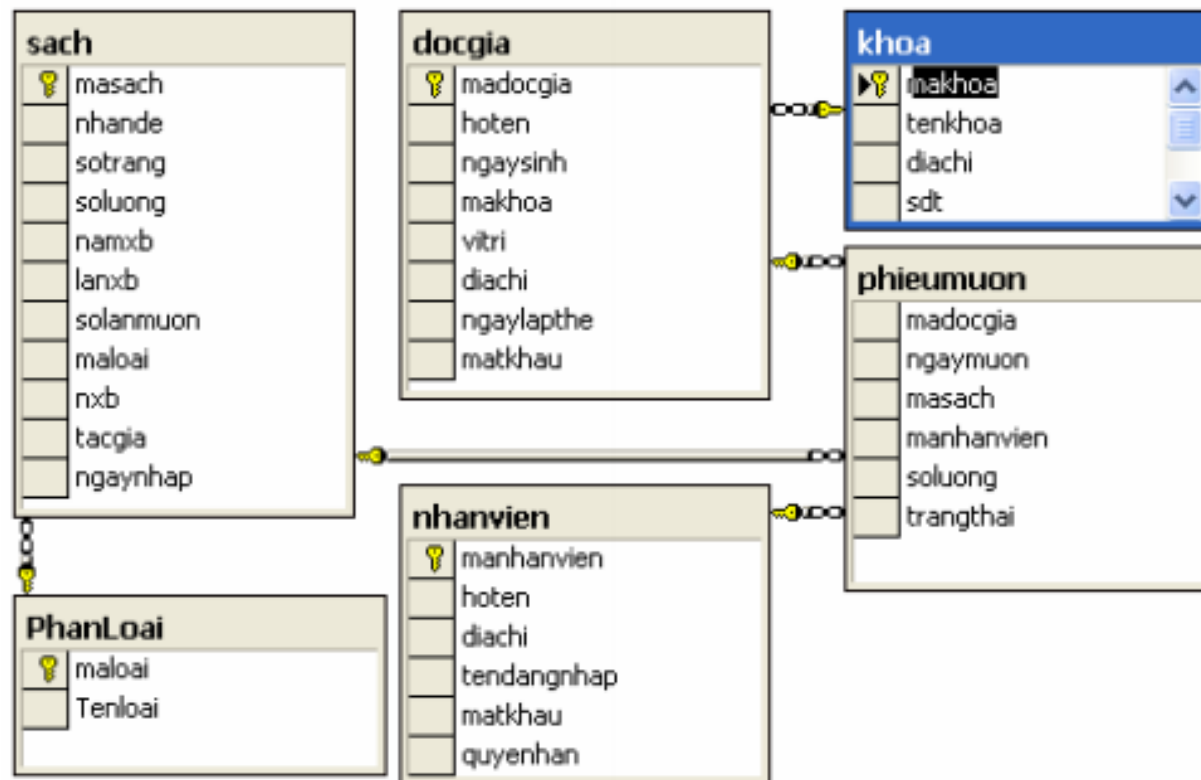 sach
masach
nhande
sotrang
soluong
namxb
lanxb
solanmuon
maloai
nxb
tacgia
ngaynhap
docgia
madocgia
hoten
ngaysinh
makhoa
vitri
diachi
ngaylapthe
matkhau
khoa
makhoa
tenkhoa
diachi
sdt
phieumuon
madocgia
ngaymuon
masach
manhanvien
soluong
trangthai
nhanvien
manhanvien
hoten
diachi
tendangnhap
matkhau
quyenhan
PhanLoai
maloai
Tenloai